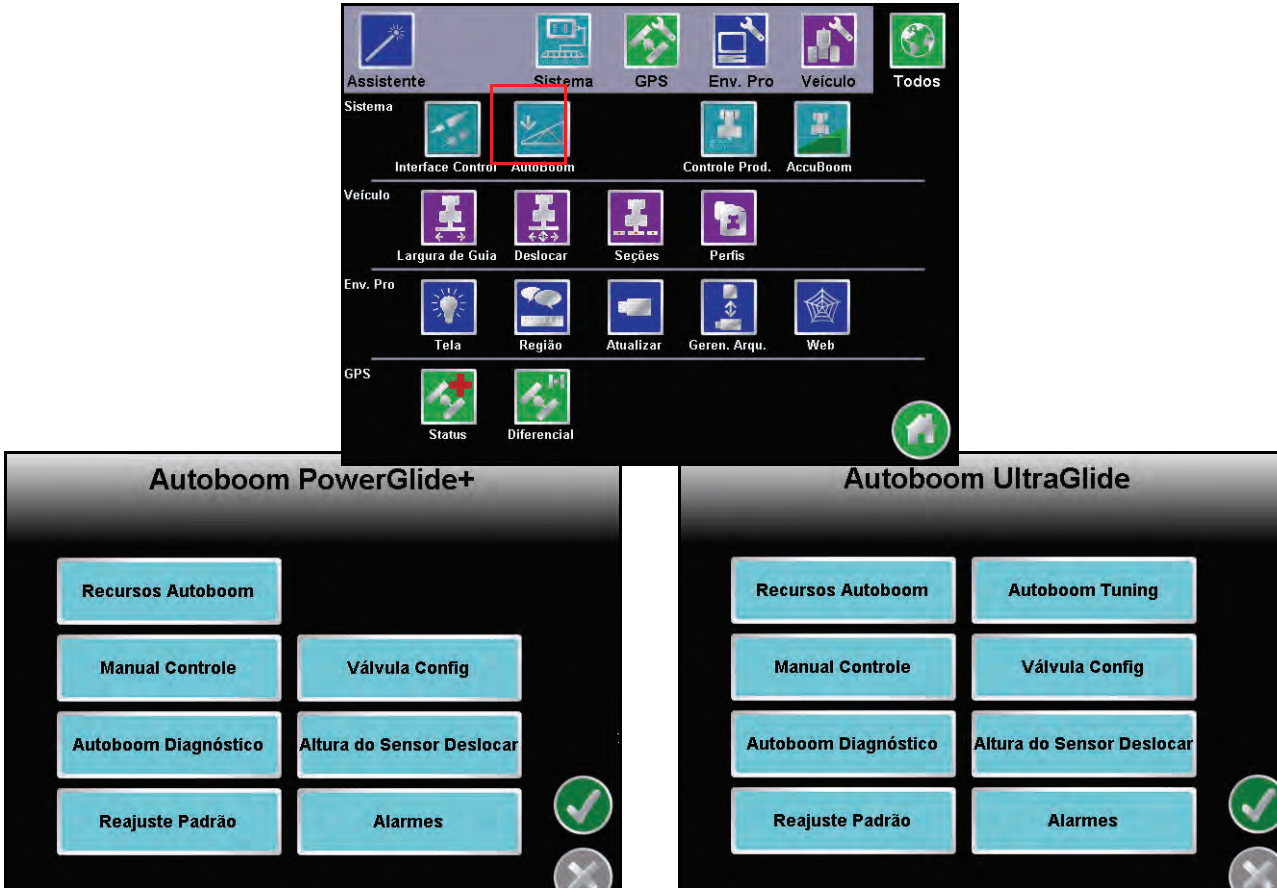 Assistente Sistema GPS Env. Pro Veículo Todos
Sistema
Interface Control AutoBoom Controle Prod. AccuBoom
Veículo
Largura de Guia Deslocar Seções Perfis
Env. Pro
Tela Região Atualizar Geren. Arqu. Web
GPS
Status Diferencial
Autoboom PowerGlide+
Recursos Autoboom
Manual Controle Válvula Config
Autoboom Diagnóstico Altura do Sensor Deslocar
Reajuste Padrão Alarmes
Autoboom UltraGlide
Recursos Autoboom Autoboom Tuning
Manual Controle Válvula Config
Autoboom Diagnóstico Altura do Sensor Deslocar
Reajuste Padrão Alarmes